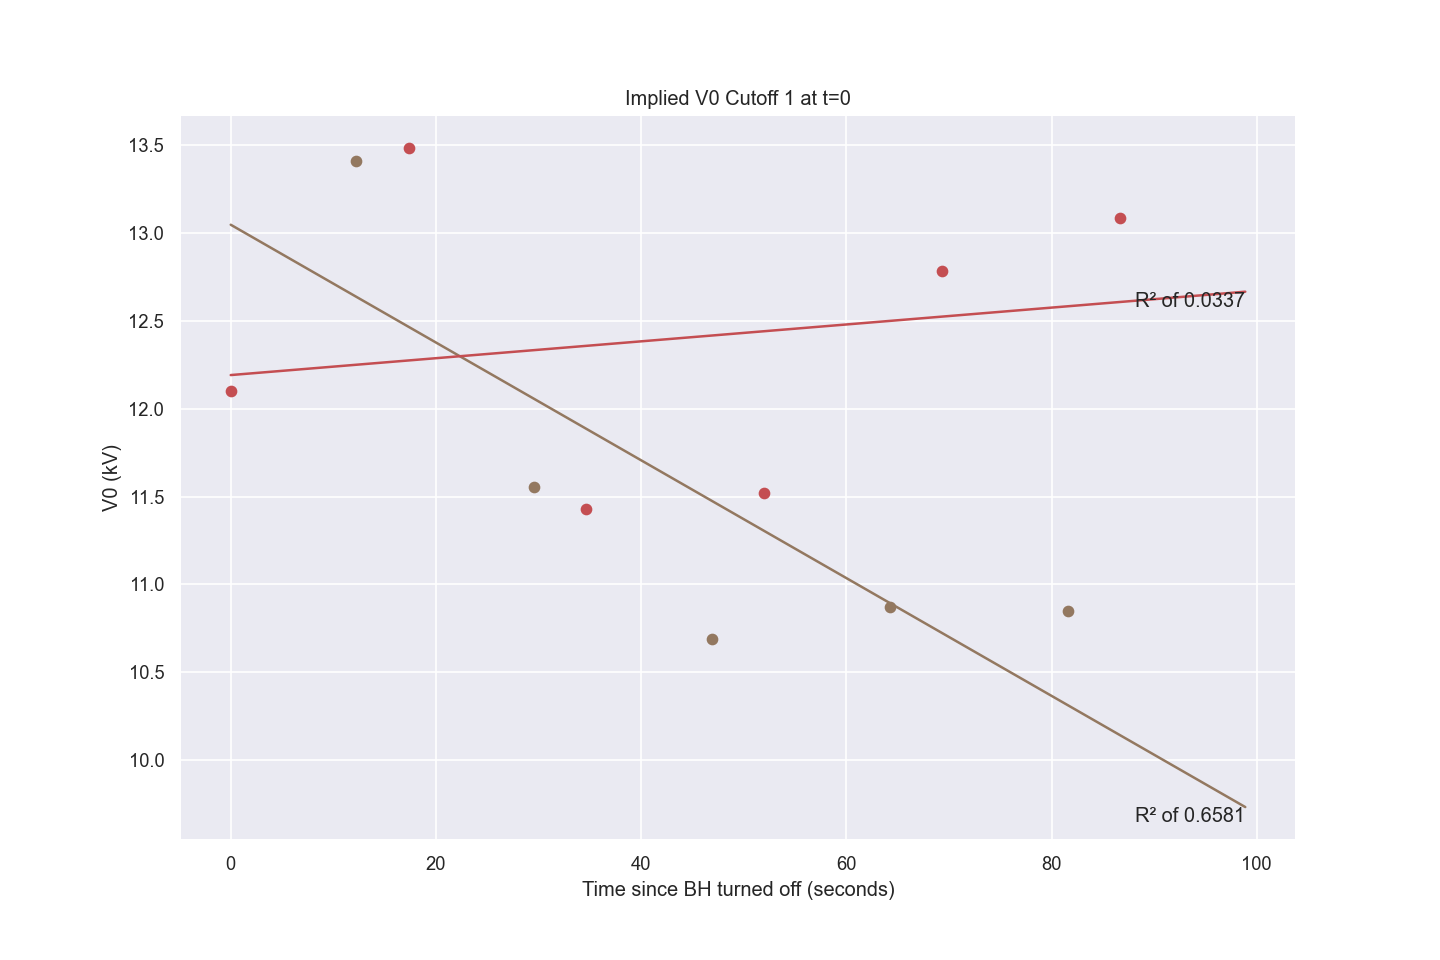 Implied V0 Cutoff 1 at t=0
13.5
13.0
12.5
12.0
11.5
11.0
10.5
10.0
V0 (kV)
R² of 0.0337
R² of 0.6581
0 20 40 60 80 100
Time since BH turned off (seconds)